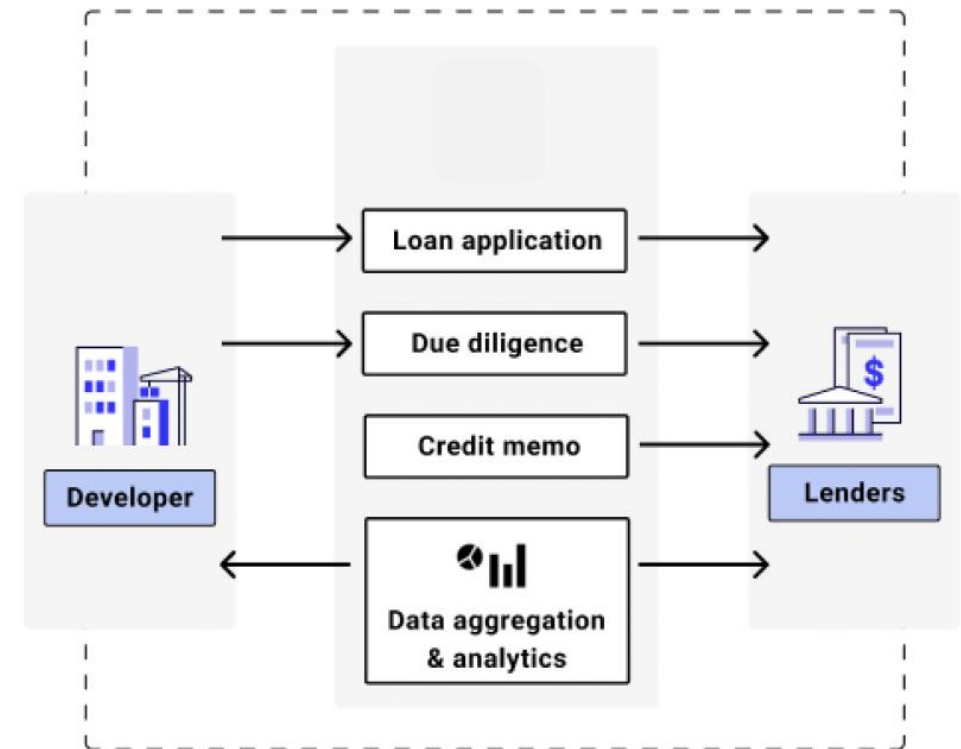 Loan application
Due diligence
Credit memo
Developer
$
Lenders
Data aggregation
& analytics